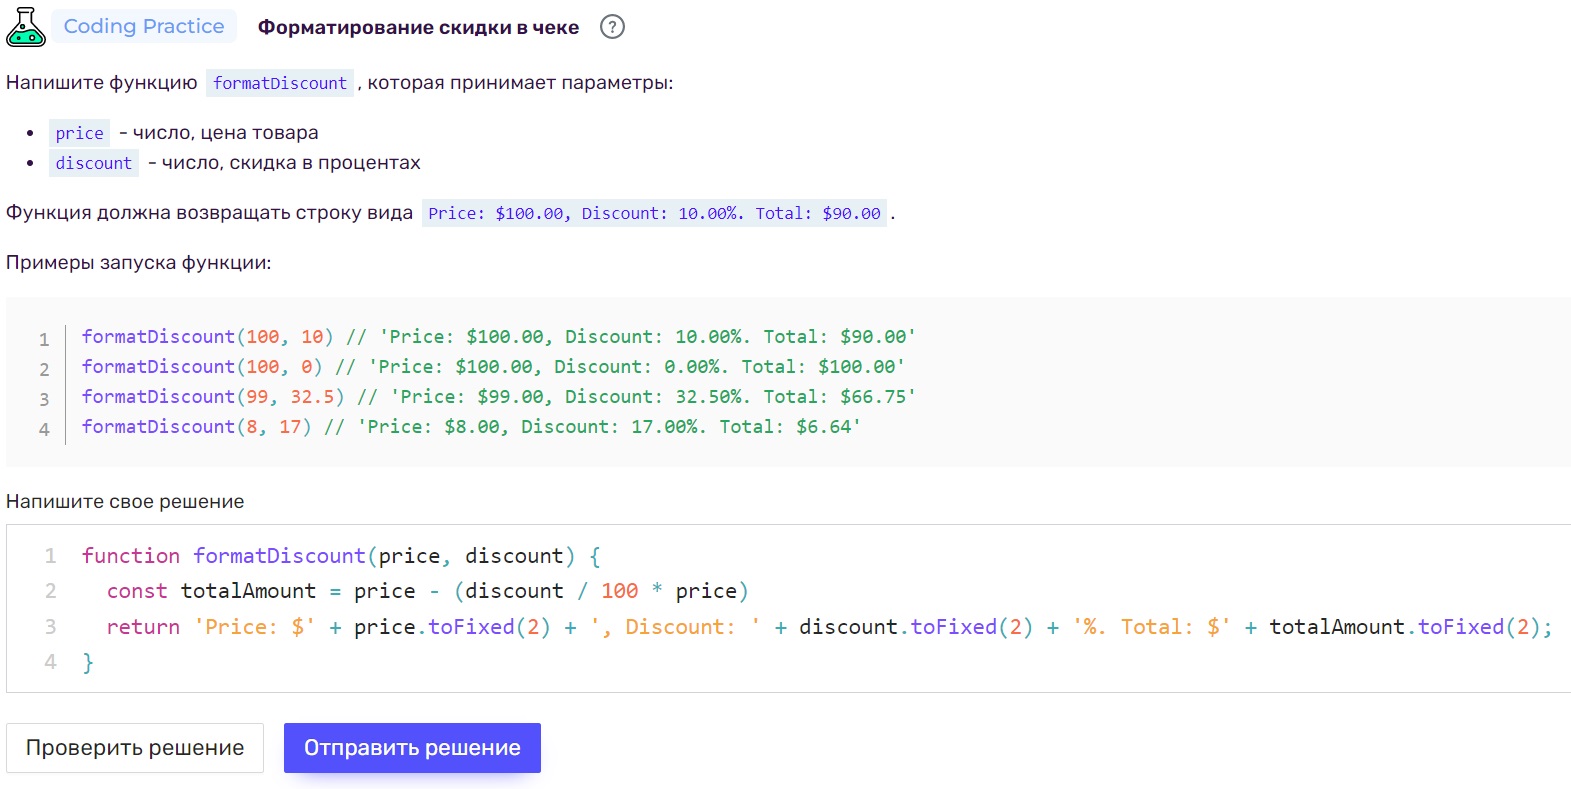 Coding Practice Форматирование скидки в чеке ?
Напишите функцию formatDiscount , которая принимает параметры:
• price - число, цена товара
• discount - число, скидка в процентах
Функция должна возвращать строку вида Price: $100.00, Discount: 10.00%. Total: $90.00 .
Примеры запуска функции:
1 formatDiscount(100, 10) // 'Price: $100.00, Discount: 10.00%. Total: $90.00'
2 formatDiscount(100, 0) // 'Price: $100.00, Discount: 0.00%. Total: $100.00'
3 formatDiscount(99, 32.5) // 'Price: $99.00, Discount: 32.50%. Total: $66.75'
4 formatDiscount(8, 17) // 'Price: $8.00, Discount: 17.00%. Total: $6.64'
Напишите свое решение
1 function formatDiscount(price, discount) {
2   const totalAmount = price - (discount / 100 * price)
3   return 'Price: $' + price.toFixed(2) + ', Discount: ' + discount.toFixed(2) + '%. Total: $' + totalAmount.toFixed(2);
4 }
Проверить решение Отправить решение